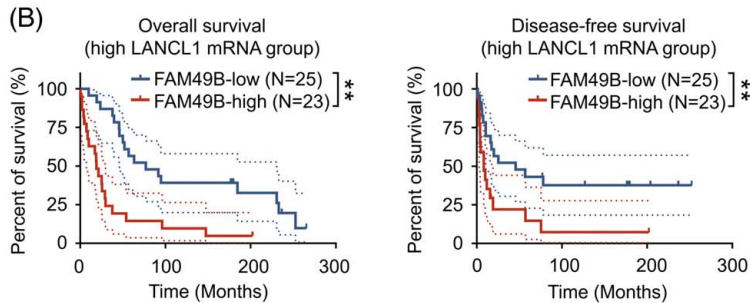 (B)
Overall survival
(high LANCL1 mRNA group)
Percent of survival (%)
100
75
50
25
0
FAM49B-low (N=25)
FAM49B-high (N=23)
**
0
100
200
300
Time (Months)
Disease-free survival
(high LANCL1 mRNA group)
Percent of survival (%)
100
75
50
25
0
FAM49B-low (N=25)
FAM49B-high (N=23)
**
0
100
200
300
Time (Months)